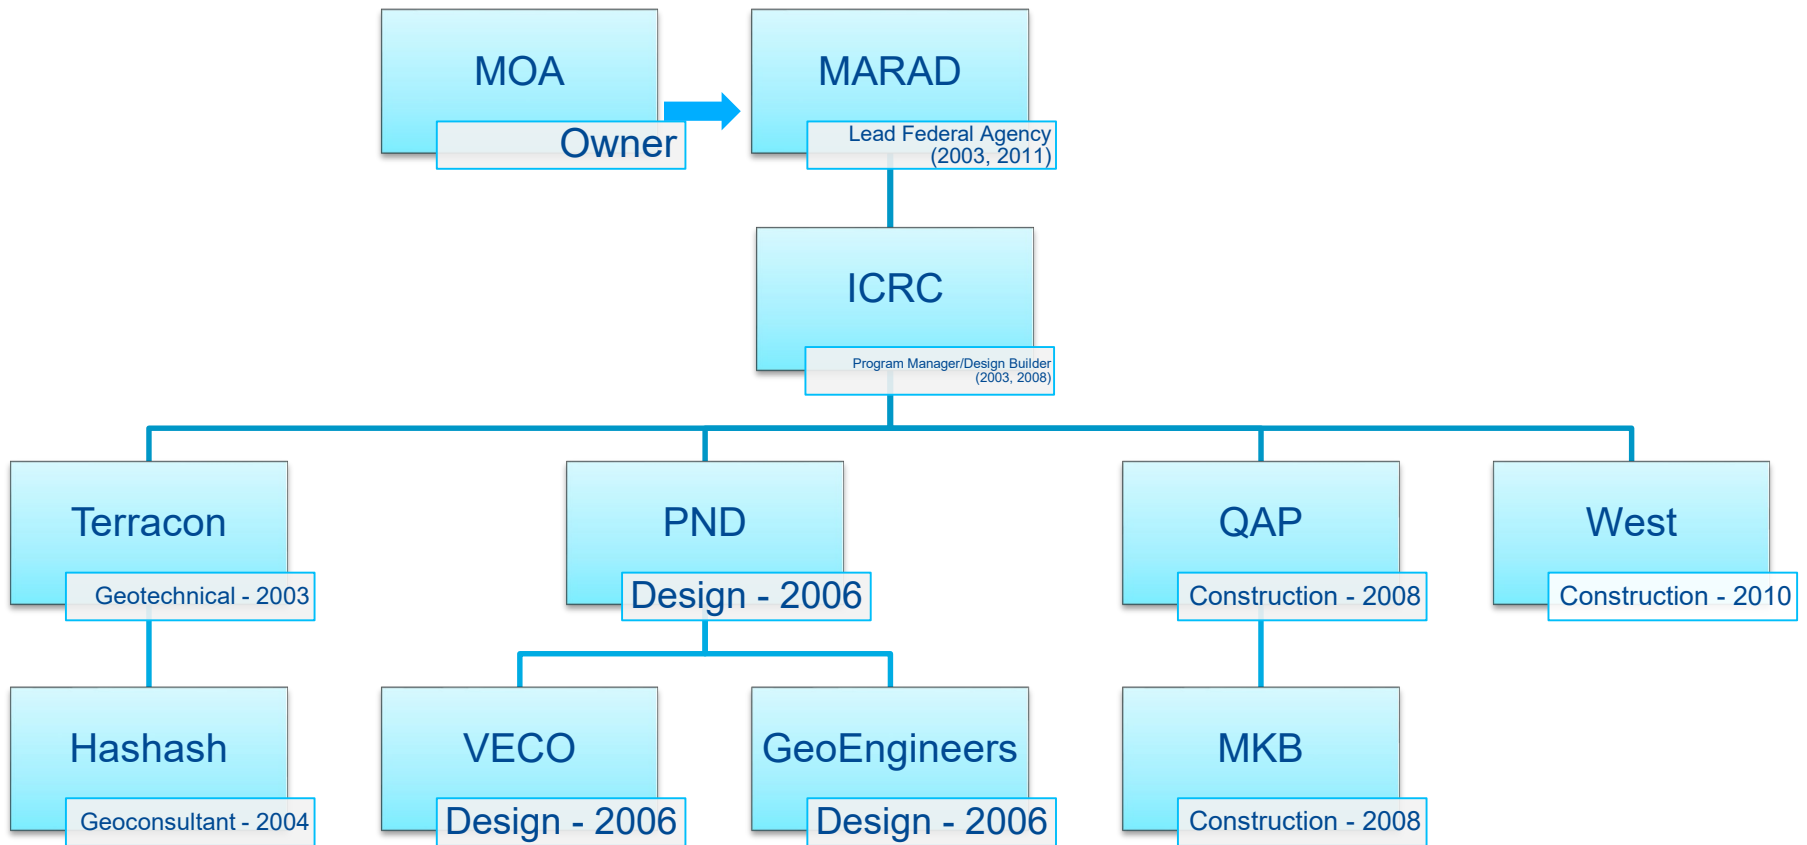 MOA
Owner
MARAD
Lead Federal Agency
(2003, 2011)
ICRC
Program Manager/Design Builder
(2003, 2008)
Terracon
Geotechnical - 2003
PND
Design - 2006
QAP
Construction - 2008
West
Construction - 2010
Hashash
Geoconsultant - 2004
VECO
Design - 2006
GeoEngineers
Design - 2006
MKB
Construction - 2008